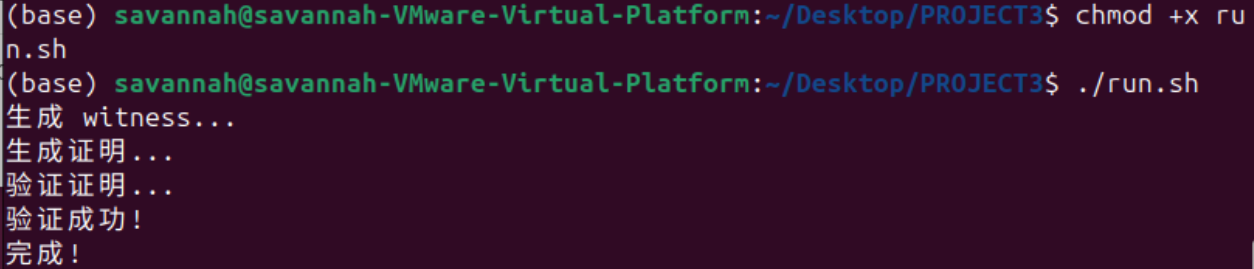 (base) savannah@savannah-VMware-Virtual-Platform:~/Desktop/PROJECT3$ chmod +x ru
n.sh
(base) savannah@savannah-VMware-Virtual-Platform:~/Desktop/PROJECT3$ ./run.sh
生成 witness...
生成证明...
验证证明...
验证成功!
完成!